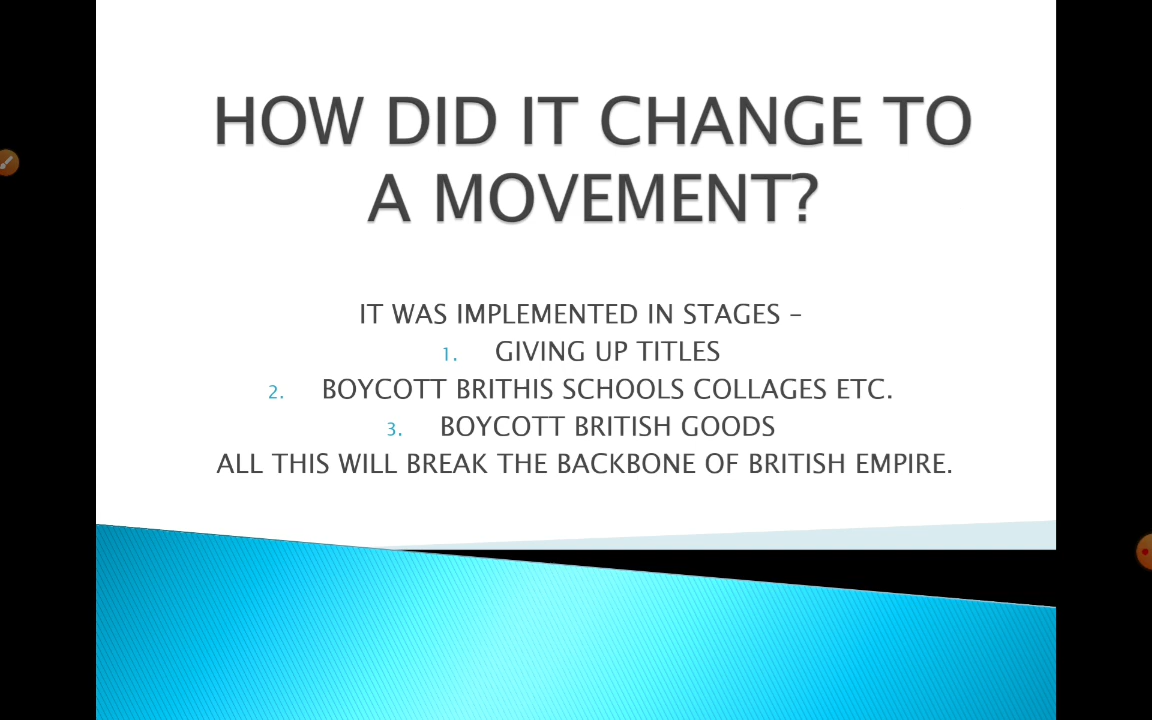 HOW DID IT CHANGE TO
A MOVEMENT?
IT WAS IMPLEMENTED IN STAGES –
1. GIVING UP TITLES
2. BOYCOTT BRITHIS SCHOOLS COLLAGES ETC.
3. BOYCOTT BRITISH GOODS
ALL THIS WILL BREAK THE BACKBONE OF BRITISH EMPIRE.